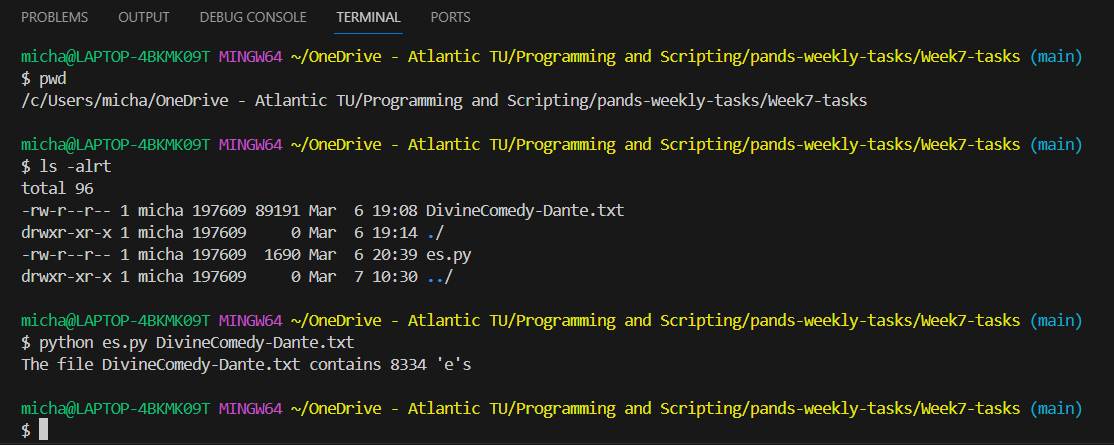 PROBLEMS OUTPUT DEBUG CONSOLE TERMINAL PORTS
micha@LAPTOP-4BKMK09T MINGW64 ~/OneDrive - Atlantic TU/Programming and Scripting/pands-weekly-tasks/Week7-tasks (main)
$ pwd
/c/Users/micha/OneDrive - Atlantic TU/Programming and Scripting/pands-weekly-tasks/Week7-tasks
micha@LAPTOP-4BKMK09T MINGW64 ~/OneDrive - Atlantic TU/Programming and Scripting/pands-weekly-tasks/Week7-tasks (main)
$ ls -alrt
total 96
-rw-r--r-- 1 micha 197609 89191 Mar  6 19:08 DivineComedy-Dante.txt
drwxr-xr-x 1 micha 197609     0 Mar  6 19:14 ./
-rw-r--r-- 1 micha 197609  1690 Mar  6 20:39 es.py
drwxr-xr-x 1 micha 197609     0 Mar  7 10:30 ../
micha@LAPTOP-4BKMK09T MINGW64 ~/OneDrive - Atlantic TU/Programming and Scripting/pands-weekly-tasks/Week7-tasks (main)
$ python es.py DivineComedy-Dante.txt
The file DivineComedy-Dante.txt contains 8334 'e's
micha@LAPTOP-4BKMK09T MINGW64 ~/OneDrive - Atlantic TU/Programming and Scripting/pands-weekly-tasks/Week7-tasks (main)
$